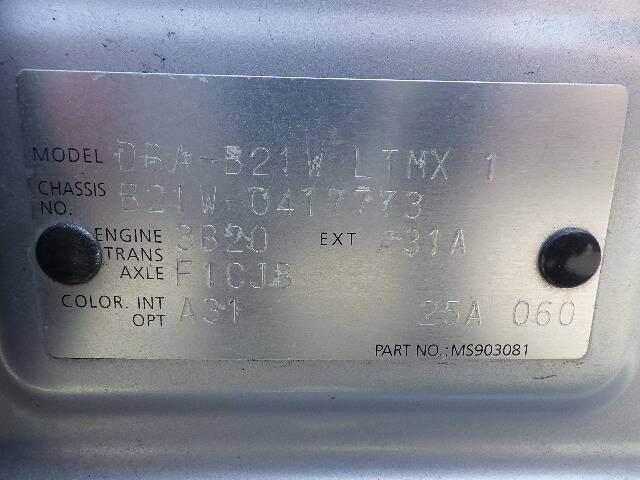 MODEL DBA-B21W LTMX 1
CHASSIS NO. B21W-0417773
ENGINE 3B20 EXT A31A
TRANS AXLE F1CJB
COLOR. INT A31 25A 060
OPT
PART NO.: MS903081